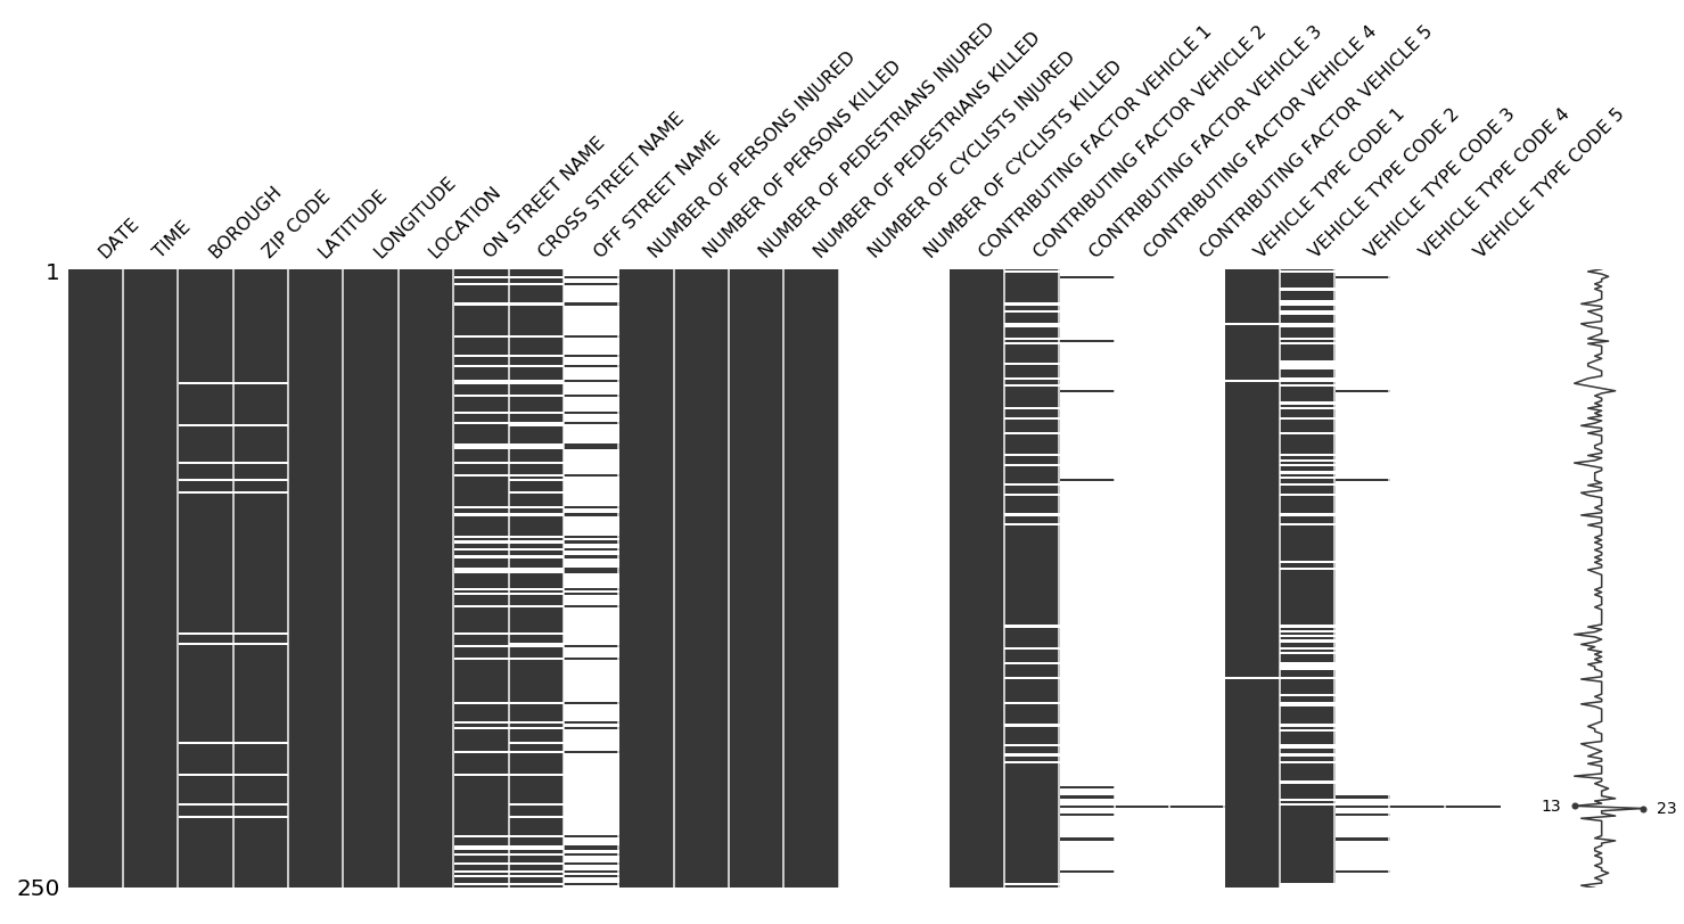 DATE
TIME
BOROUGH
ZIP CODE
LATITUDE
LONGITUDE
LOCATION
ON STREET NAME
CROSS STREET NAME
OFF STREET NAME
NUMBER OF PERSONS INJURED
NUMBER OF PERSONS KILLED
NUMBER OF PEDESTRIANS INJURED
NUMBER OF PEDESTRIANS KILLED
NUMBER OF CYCLISTS INJURED
NUMBER OF CYCLISTS KILLED
CONTRIBUTING FACTOR VEHICLE 1
CONTRIBUTING FACTOR VEHICLE 2
CONTRIBUTING FACTOR VEHICLE 3
CONTRIBUTING FACTOR VEHICLE 4
CONTRIBUTING FACTOR VEHICLE 5
VEHICLE TYPE CODE 1
VEHICLE TYPE CODE 2
VEHICLE TYPE CODE 3
VEHICLE TYPE CODE 4
VEHICLE TYPE CODE 5
1
13
23
250